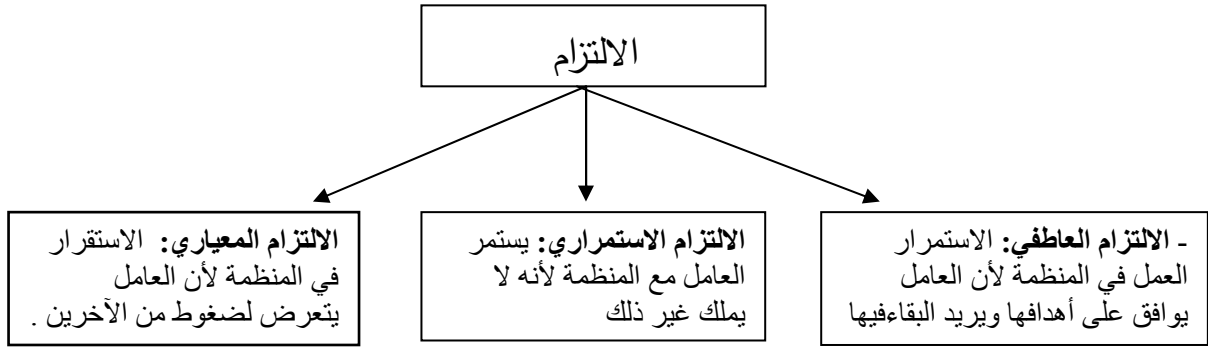 الالتزام
- الالتزام العاطفي: الاستمرار
العمل في المنظمة لأن العامل
يوافق على أهدافها ويريد البقاءفيها
الالتزام الاستمراري: يستمر
العامل مع المنظمة لأنه لا
يملك غير ذلك
الالتزام المعياري: الاستقرار
في المنظمة لأن العامل
يتعرض لضغوط من الآخرين .